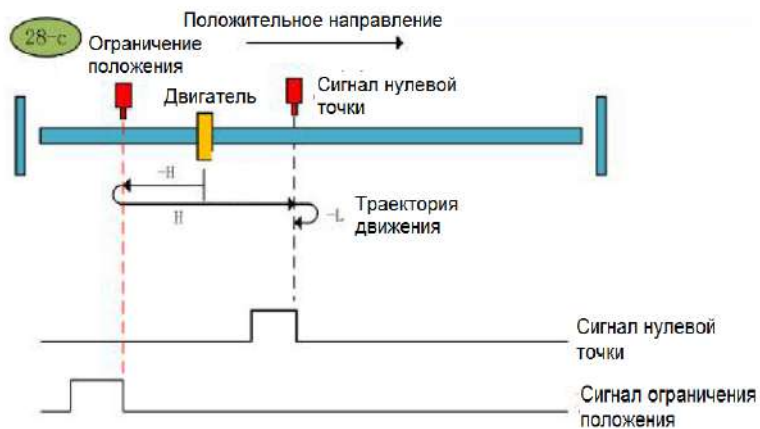 28-c
Положительное направление
Ограничение
положения
Двигатель
Сигнал нулевой
точки
-H
H
-L
Траектория
движения
Сигнал нулевой
точки
Сигнал ограничения
положения